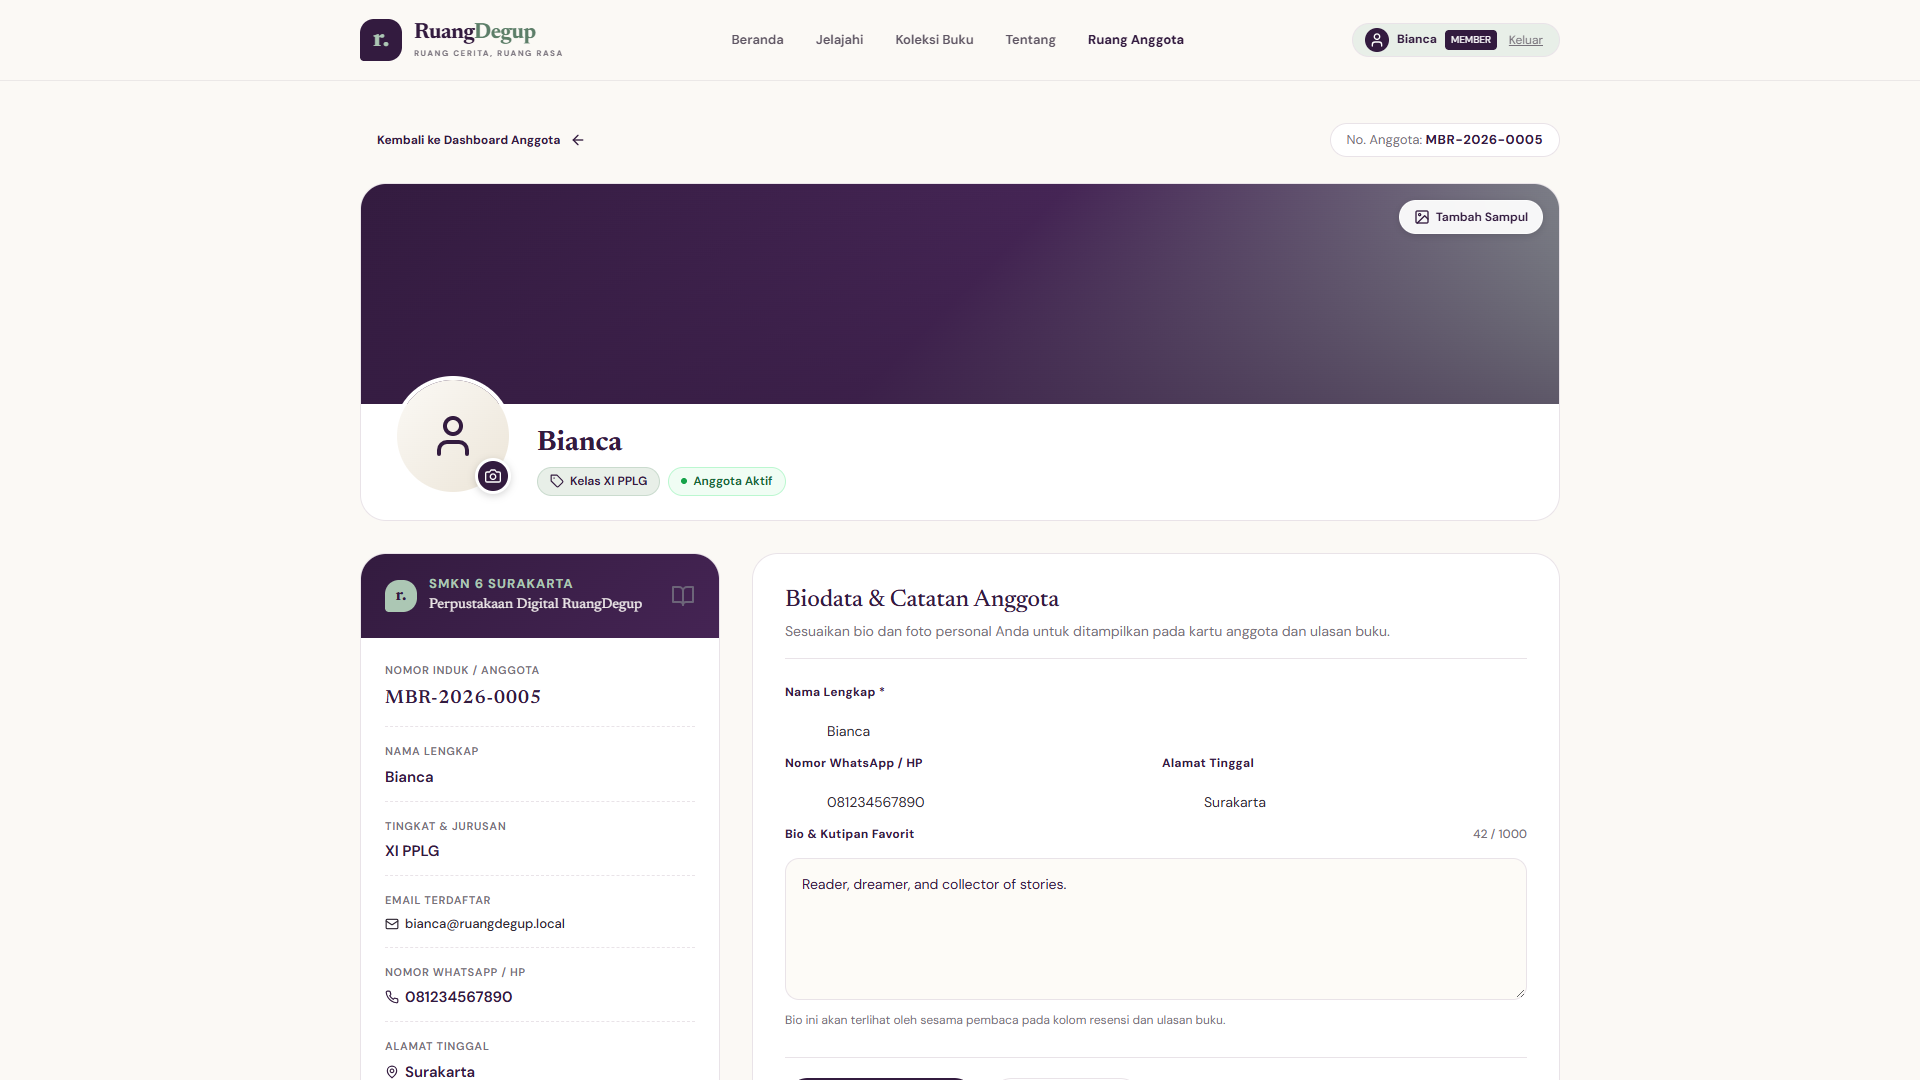 r.
RuangDegup
RUANG CERITA, RUANG RASA
Beranda
Jelajahi
Koleksi Buku
Tentang
Ruang Anggota
Bianca MEMBER Keluar
Kembali ke Dashboard Anggota
No. Anggota: MBR-2026-0005
Tambah Sampul
Bianca
Kelas XI PPLG
Anggota Aktif
r.
SMKN 6 SURAKARTA
Perpustakaan Digital RuangDegup
NOMOR INDUK / ANGGOTA
MBR-2026-0005
NAMA LENGKAP
Bianca
TINGKAT & JURUSAN
XI PPLG
EMAIL TERDAFTAR
bianca@ruangdegup.local
NOMOR WHATSAPP / HP
081234567890
ALAMAT TINGGAL
Surakarta
Biodata & Catatan Anggota
Sesuaikan bio dan foto personal Anda untuk ditampilkan pada kartu anggota dan ulasan buku.
Nama Lengkap *
Bianca
Nomor WhatsApp / HP
081234567890
Alamat Tinggal
Surakarta
Bio & Kutipan Favorit
42 / 1000
Reader, dreamer, and collector of stories.
Bio ini akan terlihat oleh sesama pembaca pada kolom resensi dan ulasan buku.